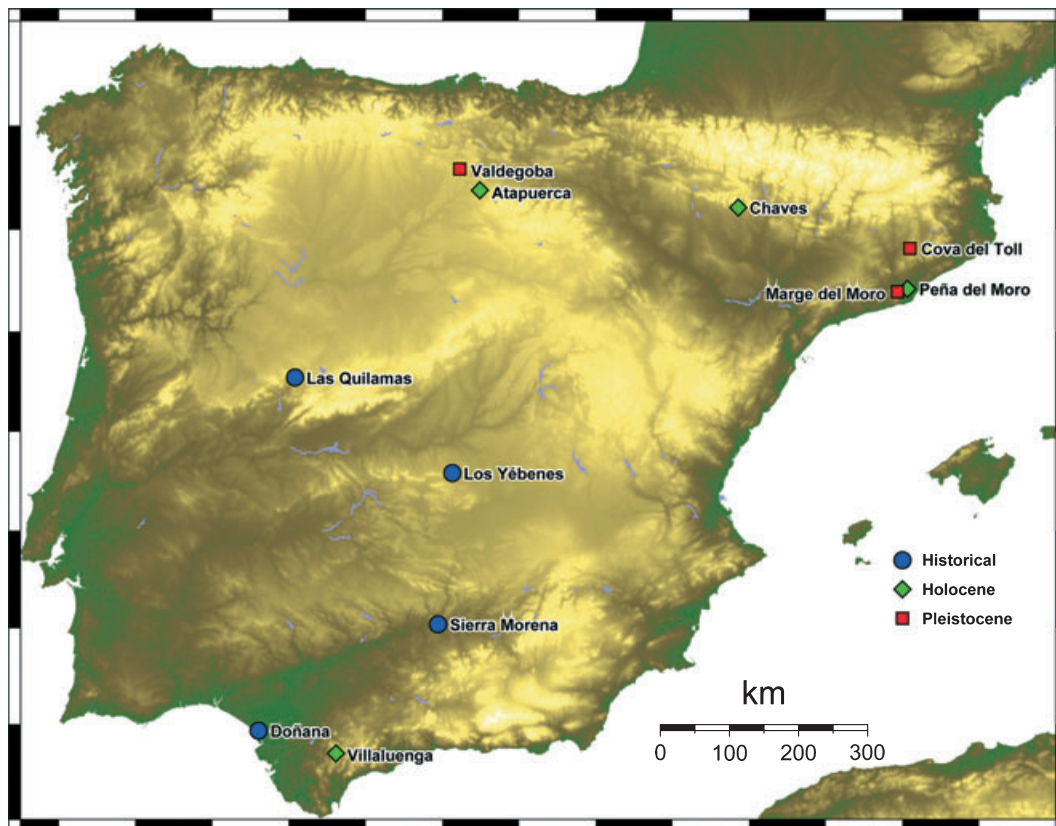 Valdegoba
Atapuerca
Chaves
Cova del Toll
Marge del Moro
Peña del Moro
Las Quilamas
Los Yébenes
Historical
Holocene
Pleistocene
Sierra Morena
km
0 100 200 300
Doñana
Villaluenga